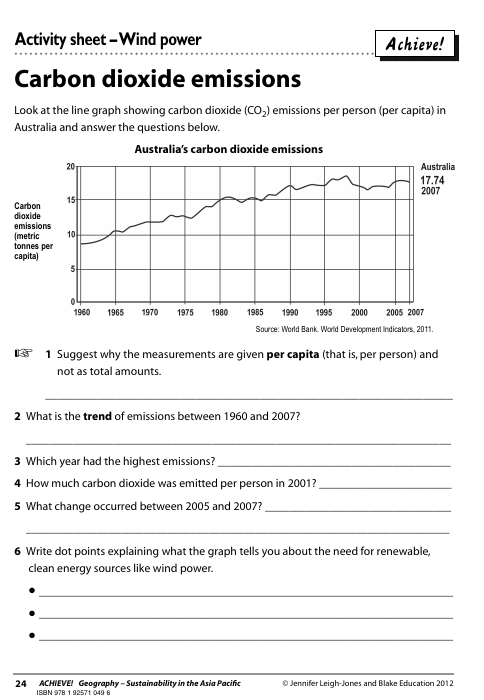 Activity sheet – Wind power
Achieve!
Carbon dioxide emissions
Look at the line graph showing carbon dioxide (CO₂) emissions per person (per capita) in
Australia and answer the questions below.
Australia's carbon dioxide emissions
Carbon
dioxide
emissions
(metric
tonnes per
capita)
20
15
10
5
0
1960 1965 1970 1975 1980 1985 1990 1995 2000 2005 2007
Australia
17.74
2007
Source: World Bank. World Development Indicators, 2011.
1 Suggest why the measurements are given per capita (that is, per person) and
not as total amounts.
2 What is the trend of emissions between 1960 and 2007?
3 Which year had the highest emissions?
4 How much carbon dioxide was emitted per person in 2001?
5 What change occurred between 2005 and 2007?
6 Write dot points explaining what the graph tells you about the need for renewable,
clean energy sources like wind power.
•
•
•
24 ACHIEVE! Geography – Sustainability in the Asia Pacific © Jennifer Leigh-Jones and Blake Education 2012
ISBN 978 1 92571 049 6